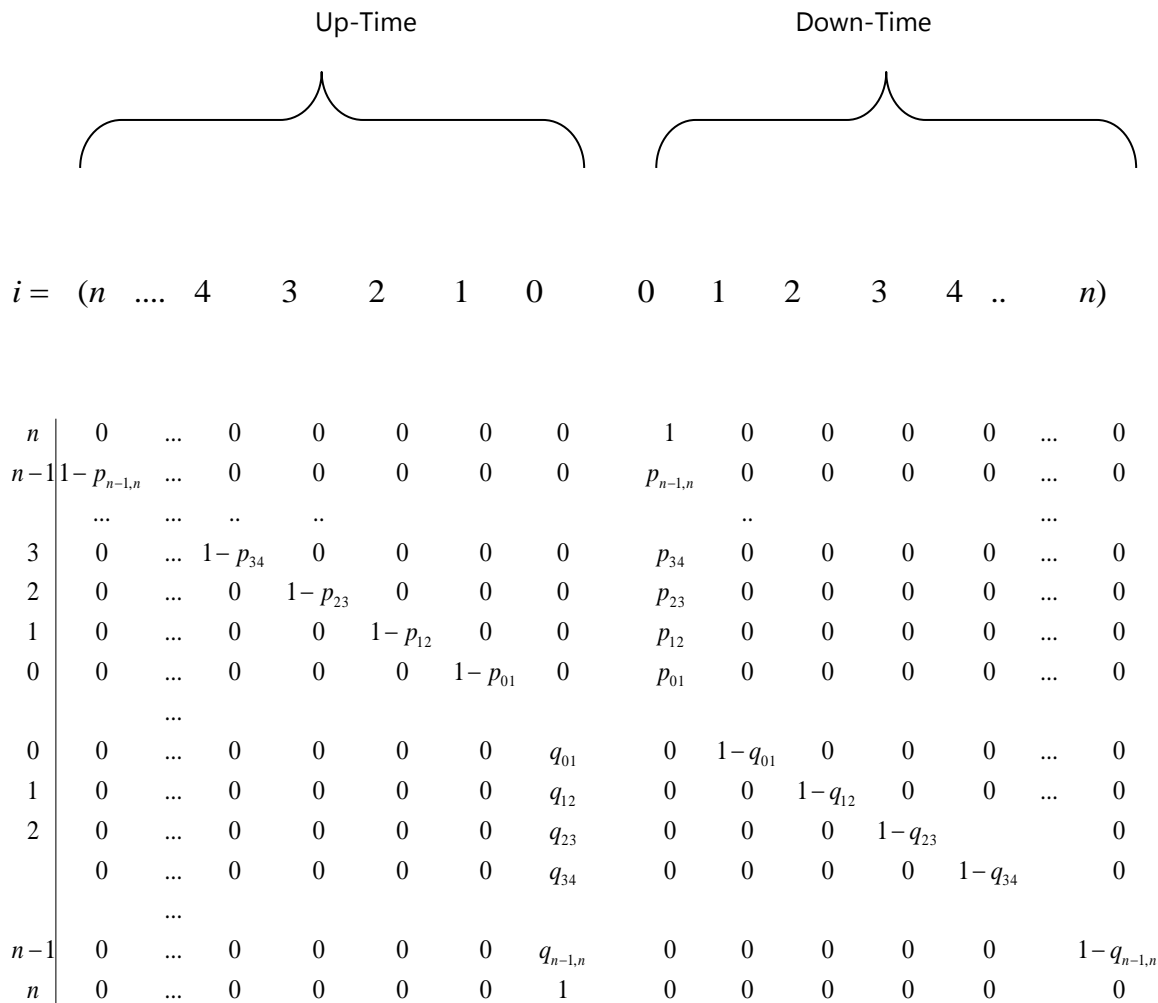 Up-Time Down-Time
i = (n .... 4 3 2 1 0 0 1 2 3 4 .. n)
n 0 ... 0 0 0 0 0 1 0 0 0 0 ... 0
n−1 1−p_{n−1,n} ... 0 0 0 0 0 p_{n−1,n} 0 0 0 0 ... 0
... ... .. .. .. ...
3 0 ... 1−p_{34} 0 0 0 0 p_{34} 0 0 0 0 ... 0
2 0 ... 0 1−p_{23} 0 0 0 p_{23} 0 0 0 0 ... 0
1 0 ... 0 0 1−p_{12} 0 0 p_{12} 0 0 0 0 ... 0
0 0 ... 0 0 0 1−p_{01} 0 p_{01} 0 0 0 0 ... 0
...
0 0 ... 0 0 0 0 q_{01} 0 1−q_{01} 0 0 0 ... 0
1 0 ... 0 0 0 0 q_{12} 0 0 1−q_{12} 0 0 ... 0
2 0 ... 0 0 0 0 q_{23} 0 0 0 1−q_{23} 0
0 ... 0 0 0 0 q_{34} 0 0 0 0 1−q_{34} 0
...
n−1 0 ... 0 0 0 0 q_{n−1,n} 0 0 0 0 0 1−q_{n−1,n}
n 0 ... 0 0 0 0 1 0 0 0 0 0 0